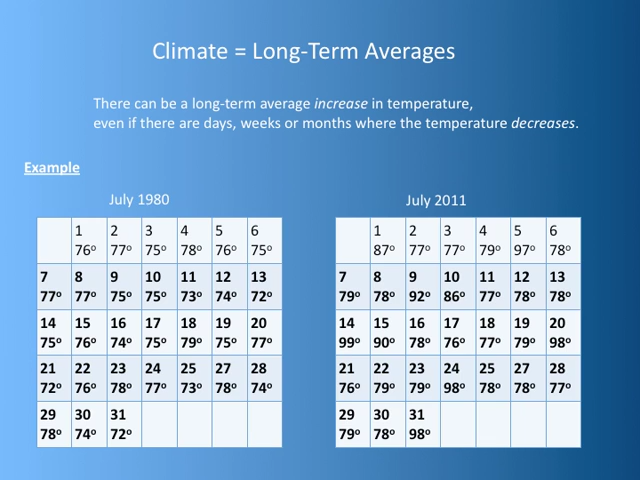 Climate = Long-Term Averages
There can be a long-term average increase in temperature,
even if there are days, weeks or months where the temperature decreases.
Example
July 1980
1 2 3 4 5 6
76º 77º 75º 78º 76º 75º
7 8 9 10 11 12 13
77º 77º 75º 75º 73º 74º 72º
14 15 16 17 18 19 20
75º 76º 74º 75º 79º 75º 77º
21 22 23 24 25 27 28
72º 76º 78º 77º 73º 78º 74º
29 30 31
78º 74º 72º
July 2011
1 2 3 4 5 6
87º 77º 77º 79º 97º 78º
7 8 9 10 11 12 13
79º 78º 92º 86º 77º 78º 78º
14 15 16 17 18 19 20
99º 90º 78º 76º 77º 79º 98º
21 22 23 24 25 27 28
76º 79º 79º 98º 78º 78º 77º
29 30 31
79º 78º 98º